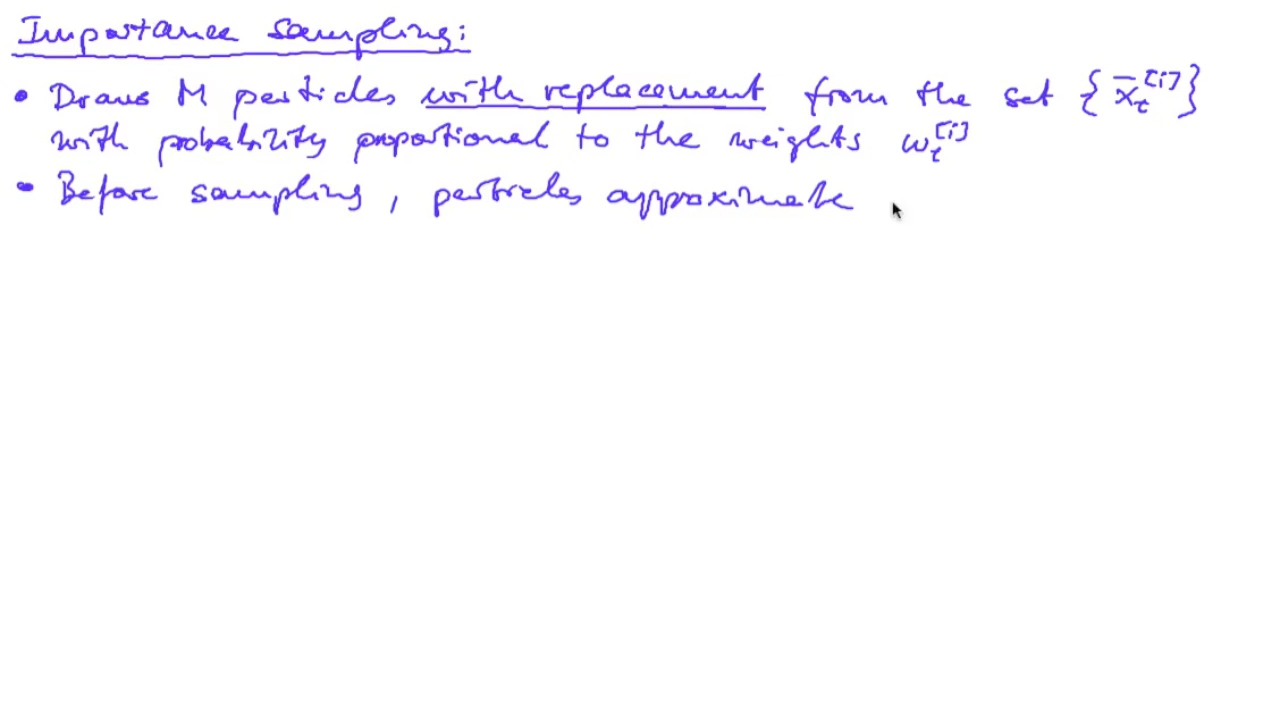 Importance sampling:
• Draws M particles with replacement from the set { x̄_t^[i] }
with probability proportional to the weights w_t^[i]
• Before sampling, particles approximate